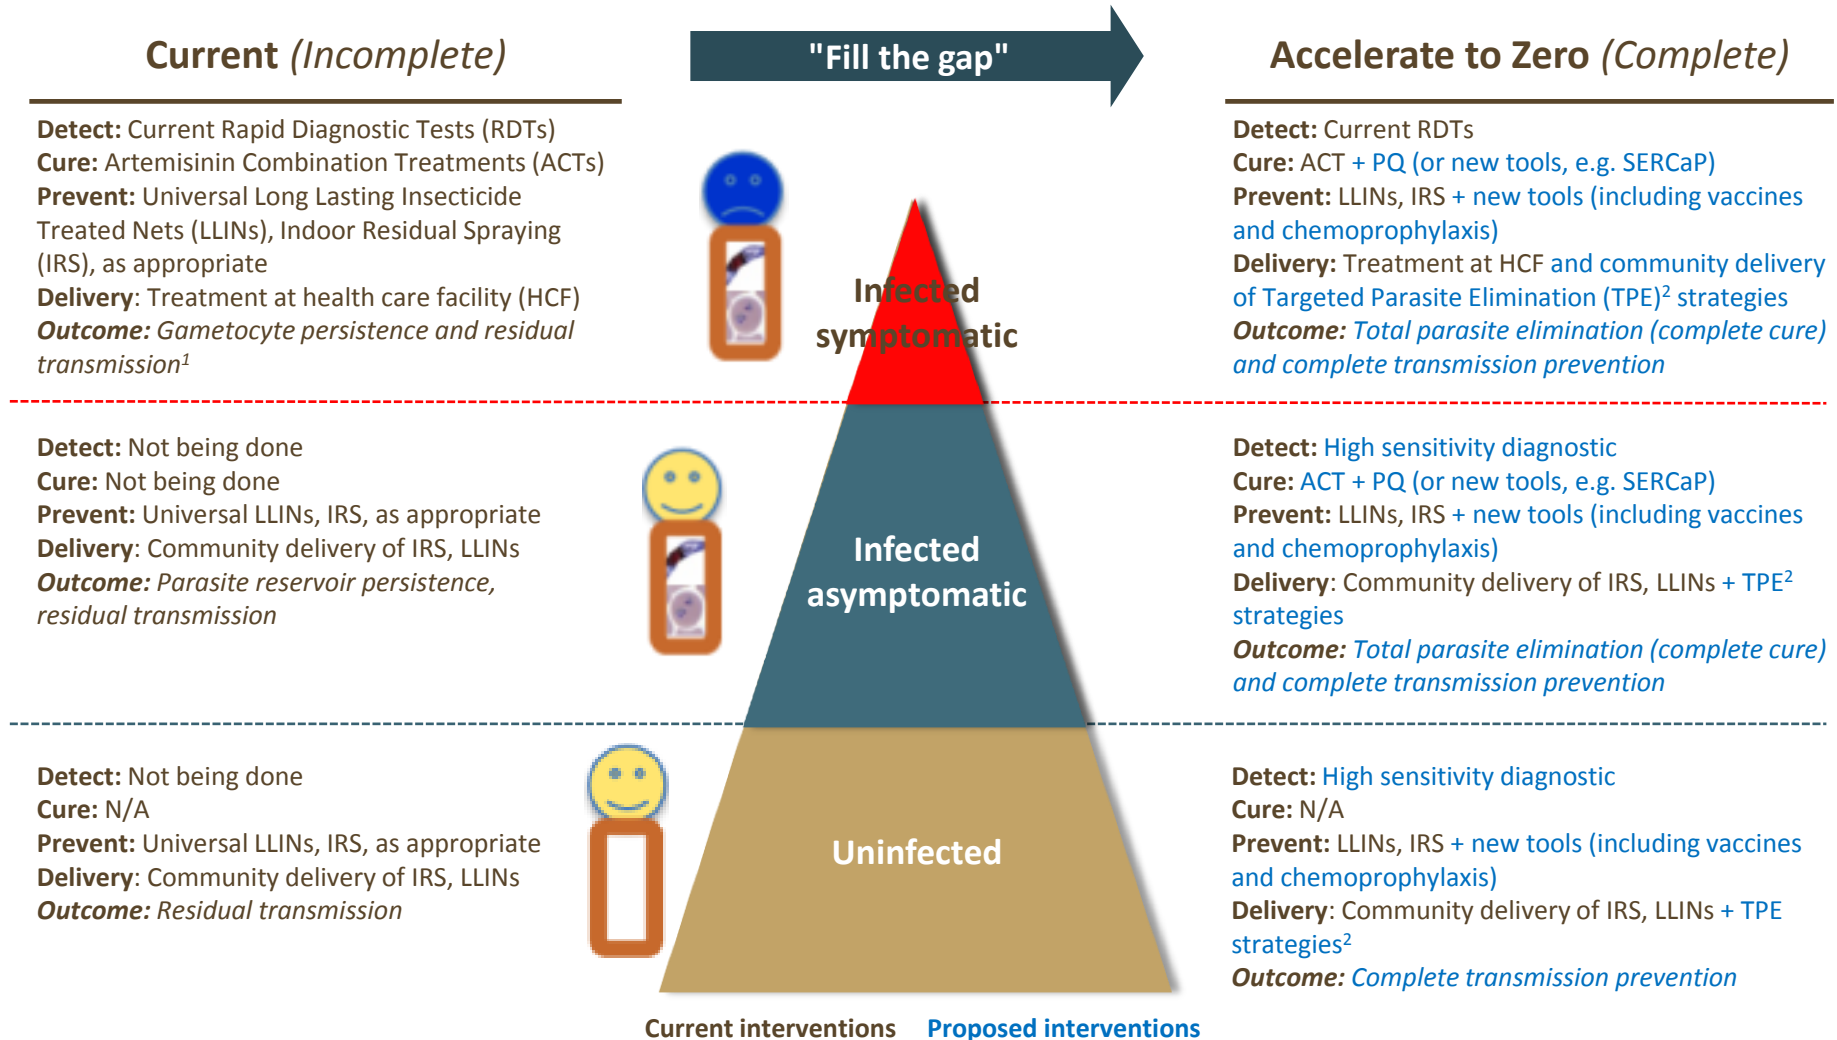 Current (Incomplete)
"Fill the gap"
Accelerate to Zero (Complete)
Detect: Current Rapid Diagnostic Tests (RDTs)
Cure: Artemisinin Combination Treatments (ACTs)
Prevent: Universal Long Lasting Insecticide
Treated Nets (LLINs), Indoor Residual Spraying
(IRS), as appropriate
Delivery: Treatment at health care facility (HCF)
Outcome: Gametocyte persistence and residual
transmission¹
Infected
symptomatic
Detect: Current RDTs
Cure: ACT + PQ (or new tools, e.g. SERCaP)
Prevent: LLINs, IRS + new tools (including vaccines
and chemoprophylaxis)
Delivery: Treatment at HCF and community delivery
of Targeted Parasite Elimination (TPE)² strategies
Outcome: Total parasite elimination (complete cure)
and complete transmission prevention
Detect: Not being done
Cure: Not being done
Prevent: Universal LLINs, IRS, as appropriate
Delivery: Community delivery of IRS, LLINs
Outcome: Parasite reservoir persistence,
residual transmission
Infected
asymptomatic
Detect: High sensitivity diagnostic
Cure: ACT + PQ (or new tools, e.g. SERCaP)
Prevent: LLINs, IRS + new tools (including vaccines
and chemoprophylaxis)
Delivery: Community delivery of IRS, LLINs + TPE²
strategies
Outcome: Total parasite elimination (complete cure)
and complete transmission prevention
Detect: Not being done
Cure: N/A
Prevent: Universal LLINs, IRS, as appropriate
Delivery: Community delivery of IRS, LLINs
Outcome: Residual transmission
Uninfected
Detect: High sensitivity diagnostic
Cure: N/A
Prevent: LLINs, IRS + new tools (including vaccines
and chemoprophylaxis)
Delivery: Community delivery of IRS, LLINs + TPE
strategies²
Outcome: Complete transmission prevention
Current interventions Proposed interventions